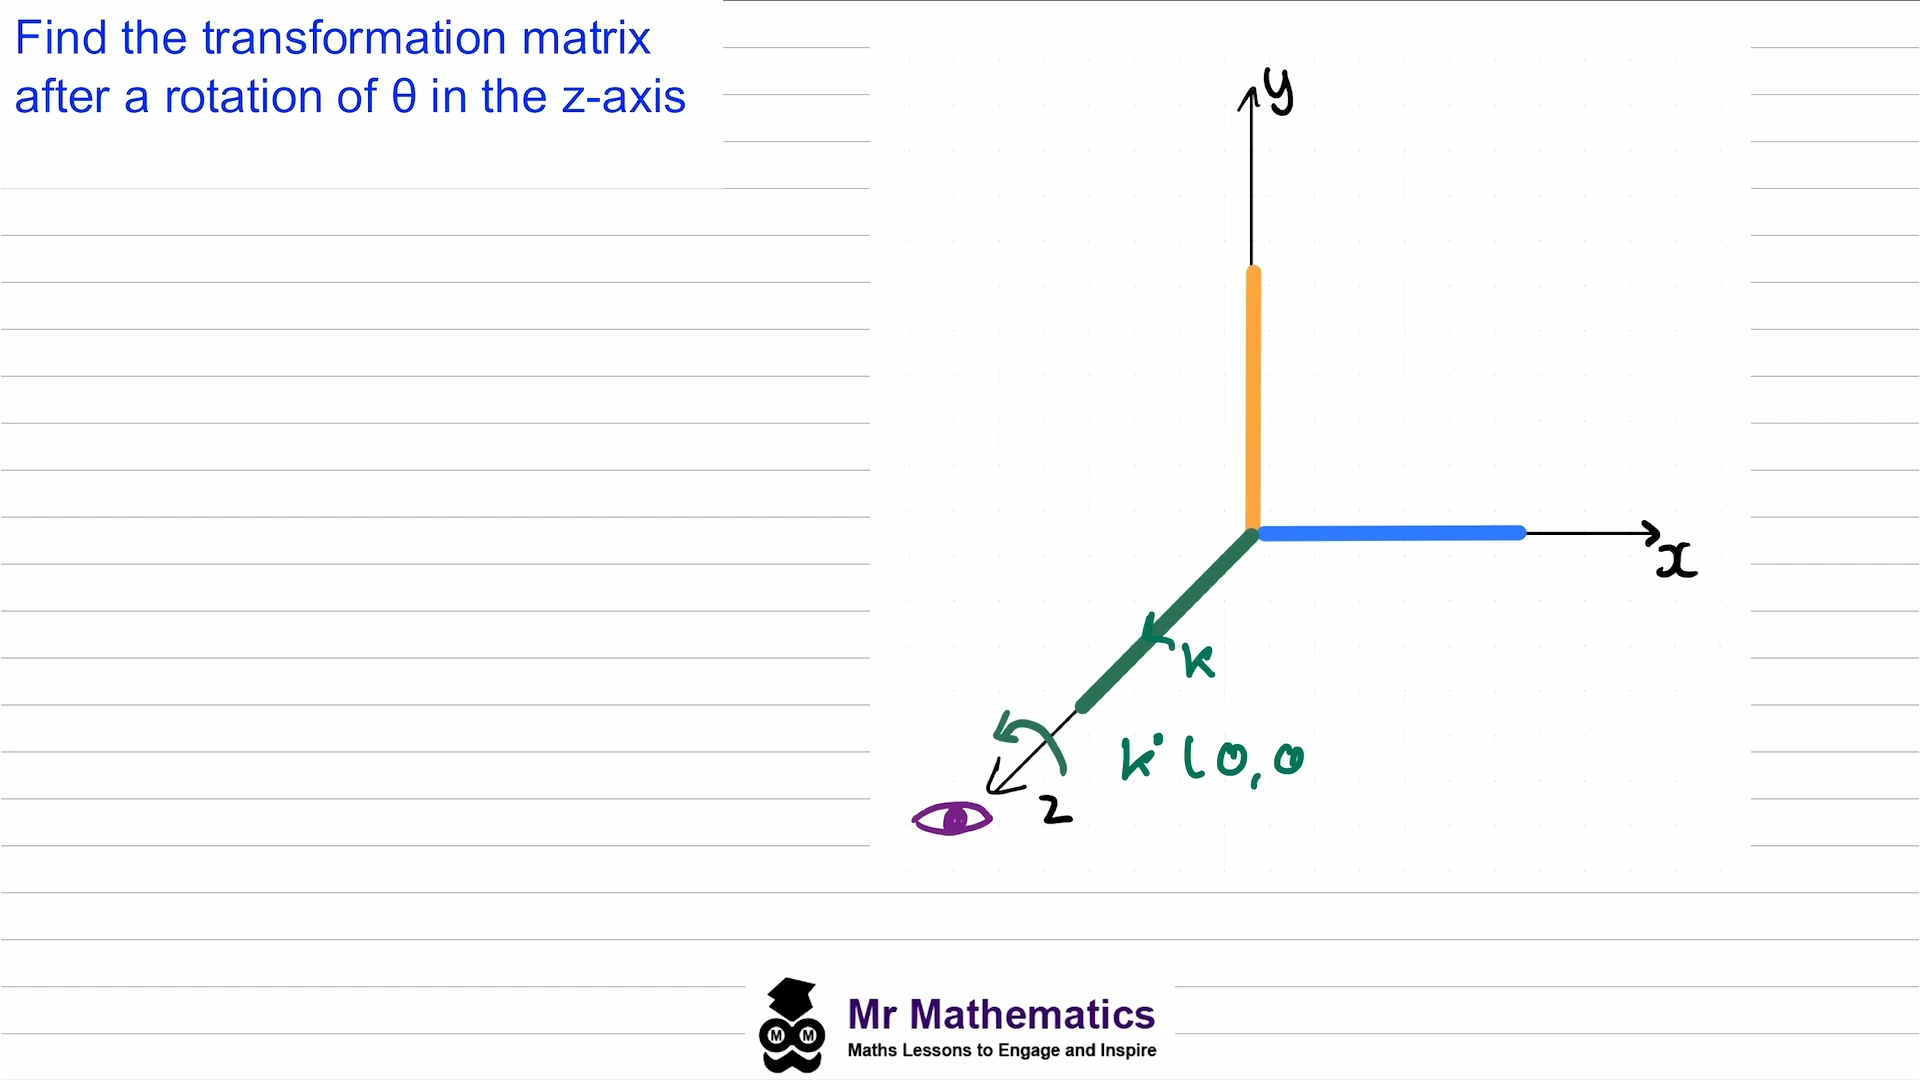 Find the transformation matrix
after a rotation of θ in the z-axis
y
x
k
k' (0, 0
z
M M
Mr Mathematics
Maths Lessons to Engage and Inspire